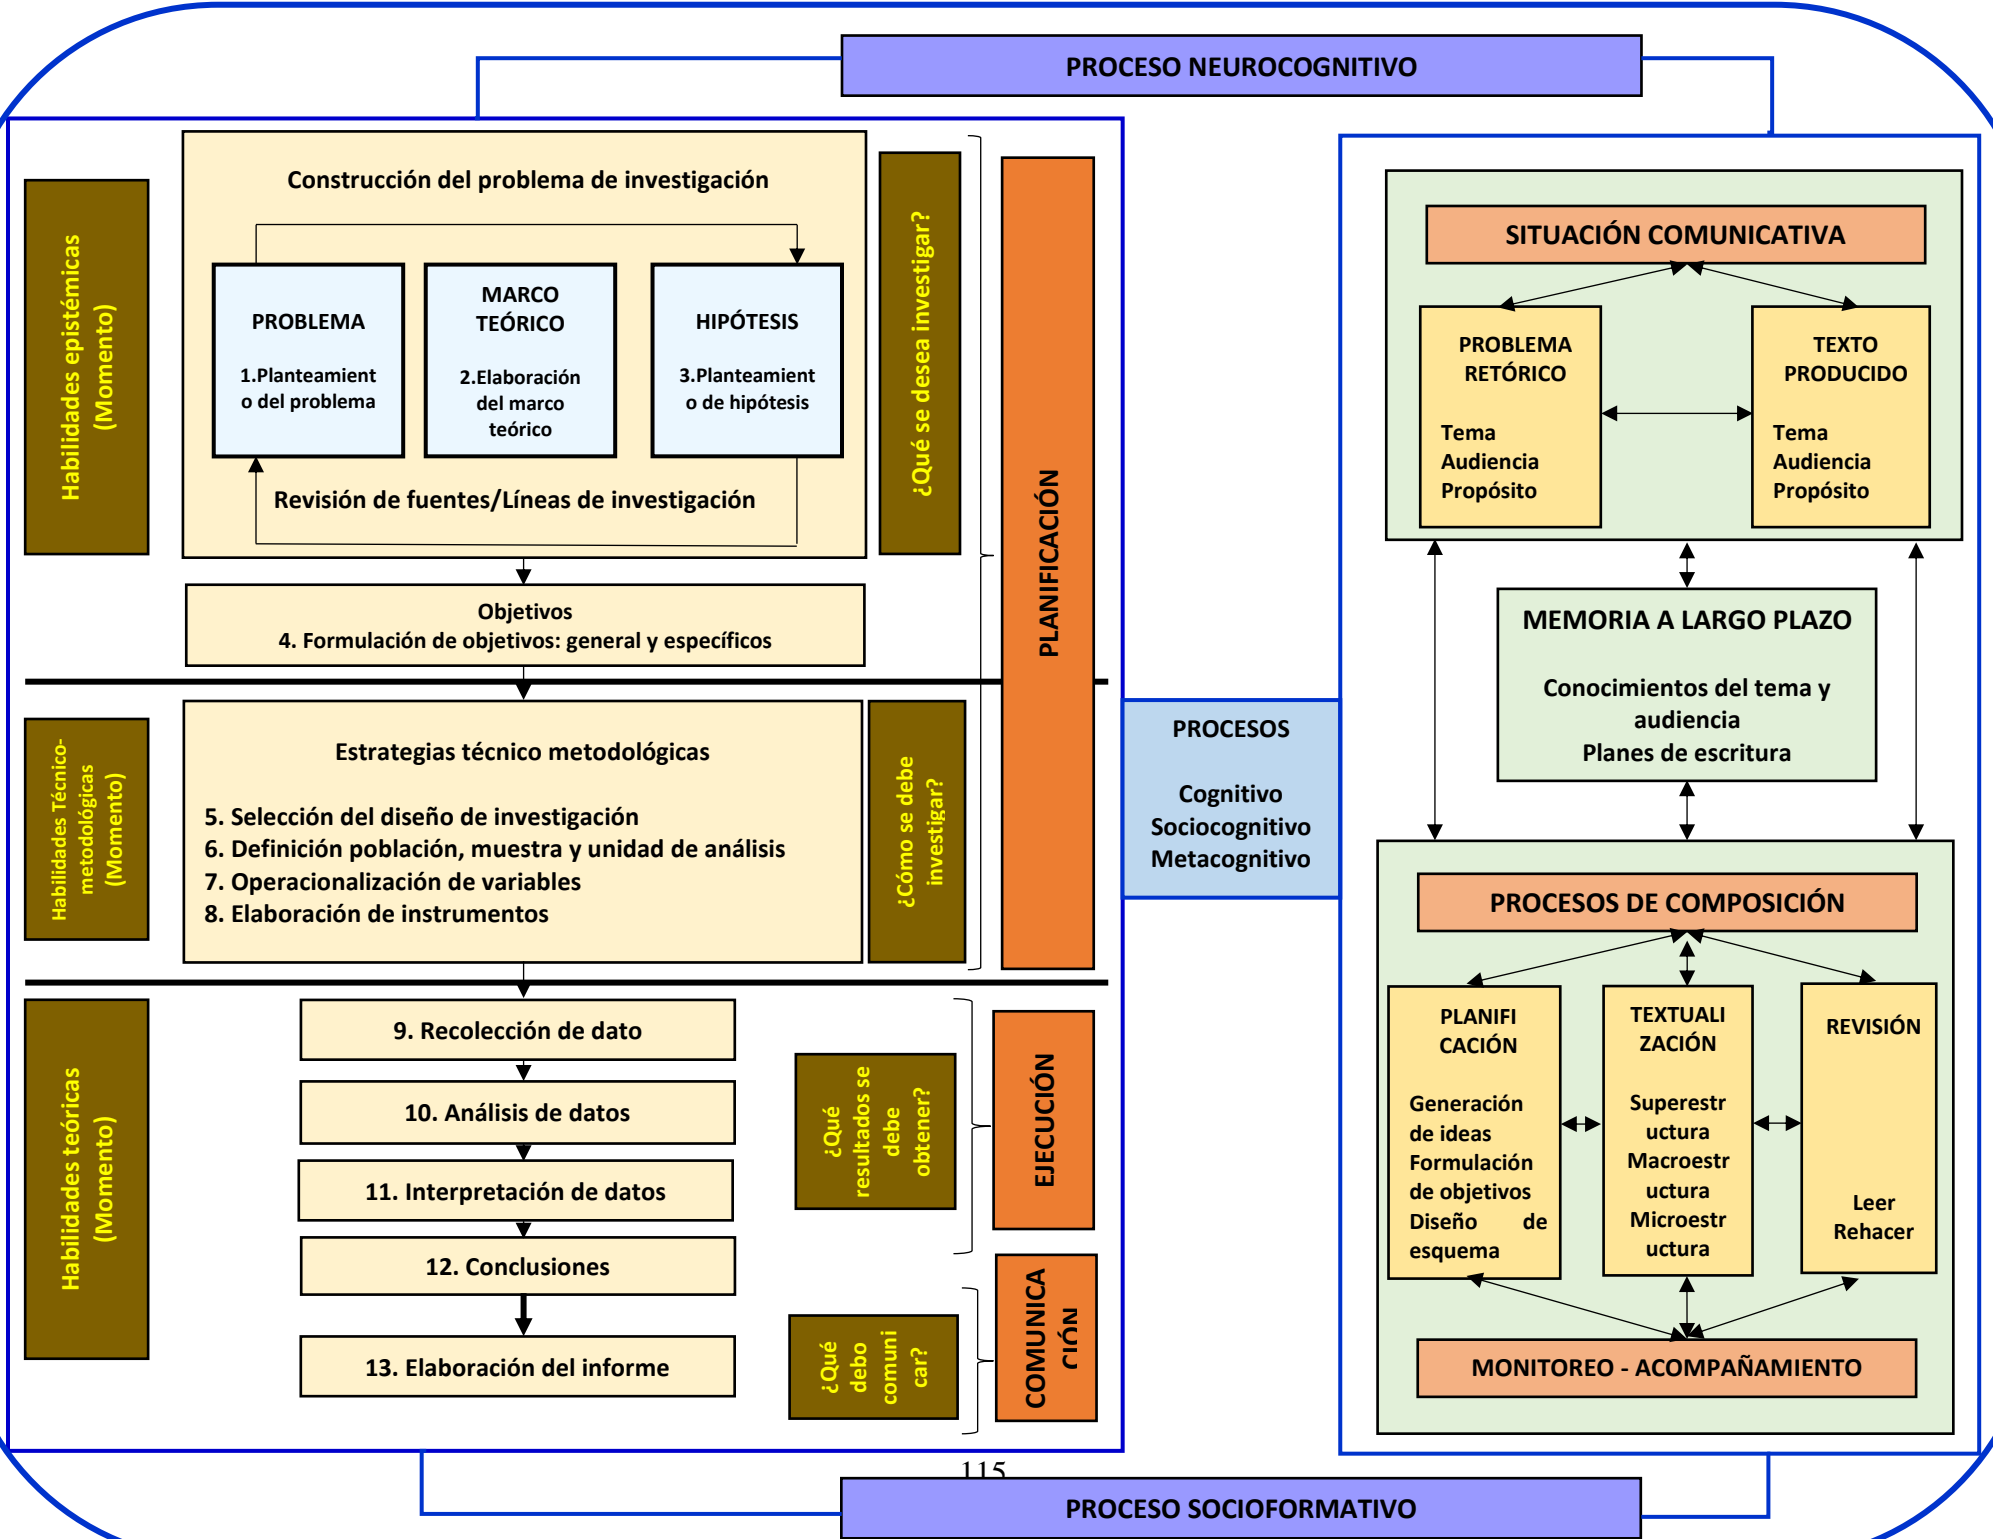 PROCESO NEUROCOGNITIVO
Habilidades epistémicas
(Momento)
Construcción del problema de investigación
PROBLEMA
1.Planteamient
o del problema
MARCO
TEÓRICO
2.Elaboración
del marco
teórico
HIPÓTESIS
3.Planteamient
o de hipótesis
Revisión de fuentes/Líneas de investigación
¿Qué se desea investigar?
Objetivos
4. Formulación de objetivos: general y específicos
PLANIFICACIÓN
Habilidades Técnico-
metodológicas
(Momento)
Estrategias técnico metodológicas
5. Selección del diseño de investigación
6. Definición población, muestra y unidad de análisis
7. Operacionalización de variables
8. Elaboración de instrumentos
¿Cómo se debe
investigar?
Habilidades teóricas
(Momento)
9. Recolección de dato
10. Análisis de datos
11. Interpretación de datos
12. Conclusiones
13. Elaboración del informe
¿Qué
resultados se
debe
obtener?
EJECUCIÓN
¿Qué
debo
comuni
car?
COMUNICA
CIÓN
PROCESOS
Cognitivo
Sociocognitivo
Metacognitivo
SITUACIÓN COMUNICATIVA
PROBLEMA
RETÓRICO
Tema
Audiencia
Propósito
TEXTO
PRODUCIDO
Tema
Audiencia
Propósito
MEMORIA A LARGO PLAZO
Conocimientos del tema y
audiencia
Planes de escritura
PROCESOS DE COMPOSICIÓN
PLANIFI
CACIÓN
Generación
de ideas
Formulación
de objetivos
Diseño de
esquema
TEXTUALI
ZACIÓN
Superestr
uctura
Macroestr
uctura
Microestr
uctura
REVISIÓN
Leer
Rehacer
MONITOREO - ACOMPAÑAMIENTO
115
PROCESO SOCIOFORMATIVO